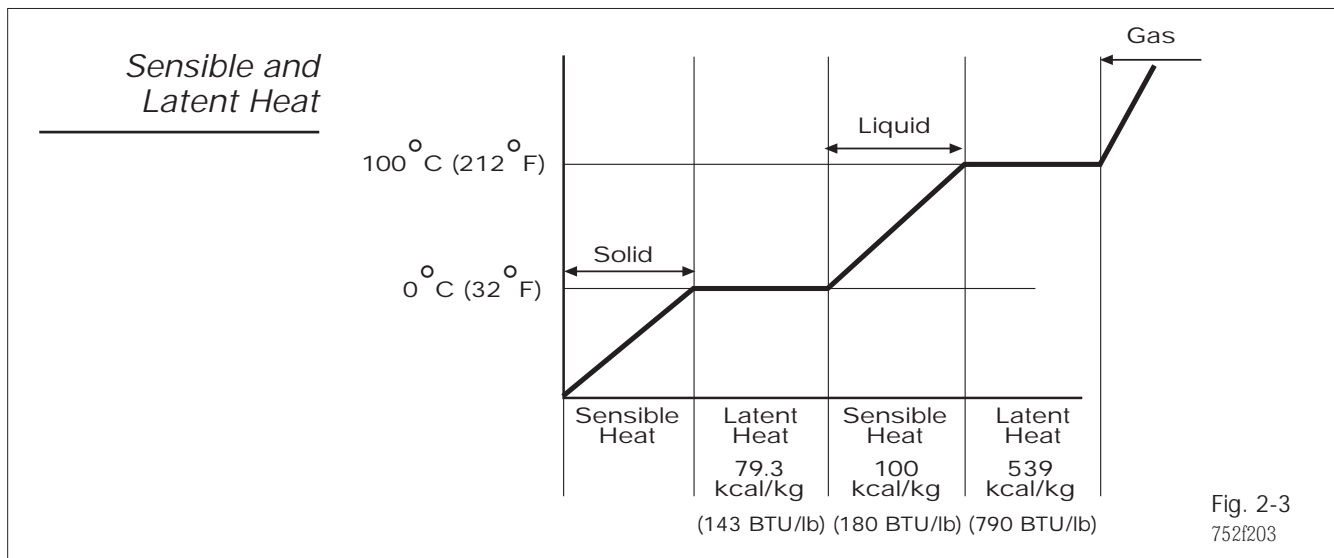 Sensible and
Latent Heat
Gas
Liquid
100°C (212°F)
Solid
0°C (32°F)
Sensible Heat
Latent Heat
Sensible Heat
Latent Heat
79.3 kcal/kg
100 kcal/kg
539 kcal/kg
(143 BTU/lb) (180 BTU/lb) (790 BTU/lb)
Fig. 2-3
752f203